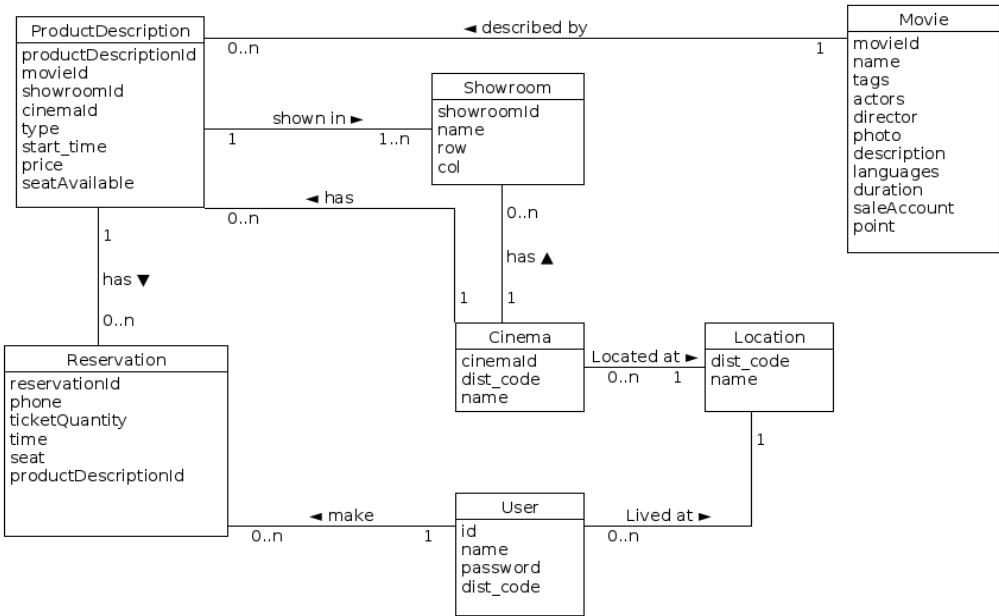 ProductDescription
productDescriptionId
movieId
showroomId
cinemaId
type
start_time
price
seatAvailable
◄ described by
0..n
1
Movie
movieId
name
tags
actors
director
photo
description
languages
duration
saleAccount
point
shown in ►
1
1..n
Showroom
showroomId
name
row
col
◄ has
0..n
1
0..n
has ▲
1
1
has ▼
0..n
Cinema
cinemaId
dist_code
name
Located at ►
0..n
1
Location
dist_code
name
Reservation
reservationId
phone
ticketQuantity
time
seat
productDescriptionId
◄ make
0..n
1
User
id
name
password
dist_code
Lived at ►
0..n
1